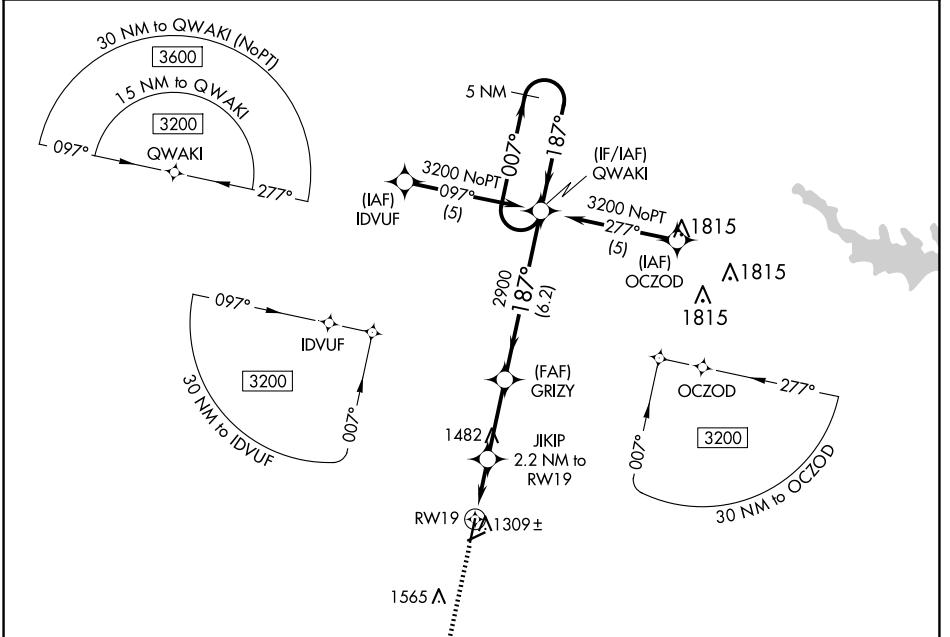 30 NM to QWAKI (NoPT)
3600
15 NM to QWAKI
3200
097°
QWAKI
277°
5 NM
007°
187°
(IF/IAF)
QWAKI
3200 NoPT
097°
(5)
(IAF)
IDVUF
3200 NoPT
277°
(5)
1815
(IAF)
OCZOD
1815
1815
2900
187°
(6.2)
097°
IDVUF
3200
007°
30 NM to IDVUF
(FAF)
GRIZY
OCZOD
277°
3200
007°
30 NM to OCZOD
1482
JIKIP
2.2 NM to
RW19
RW19
1309±
1565